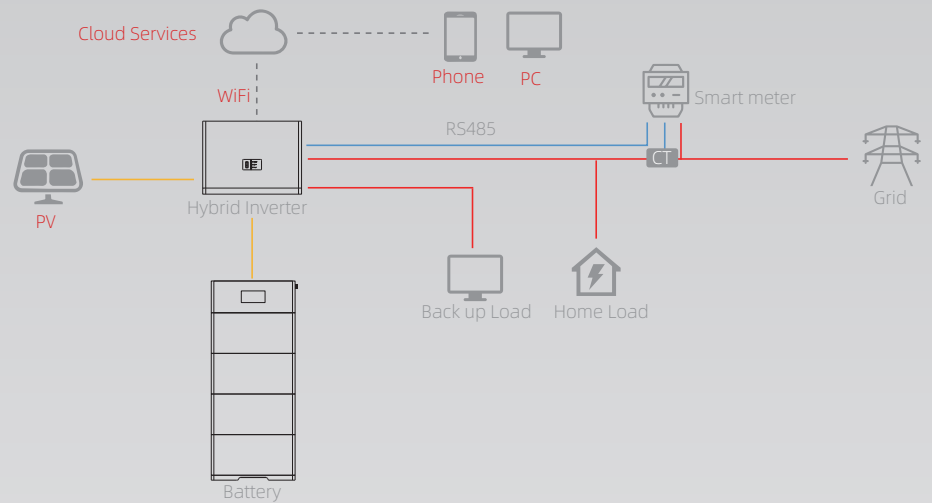 Cloud Services
Phone
PC
WiFi
Smart meter
RS485
CT
PV
Hybrid Inverter
Grid
Back up Load
Home Load
Battery